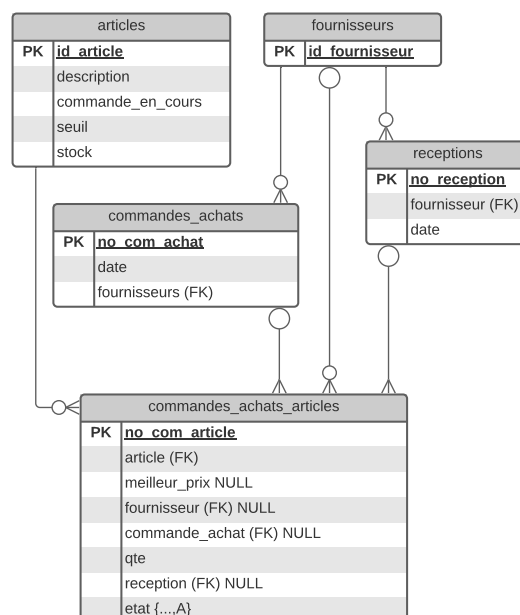 articles
PK id_article
description
commande_en_cours
seuil
stock
fournisseurs
PK id_fournisseur
receptions
PK no_reception
fournisseur (FK)
date
commandes_achats
PK no_com_achat
date
fournisseurs (FK)
commandes_achats_articles
PK no_com_article
article (FK)
meilleur_prix NULL
fournisseur (FK) NULL
commande_achat (FK) NULL
qte
reception (FK) NULL
etat {...,A}